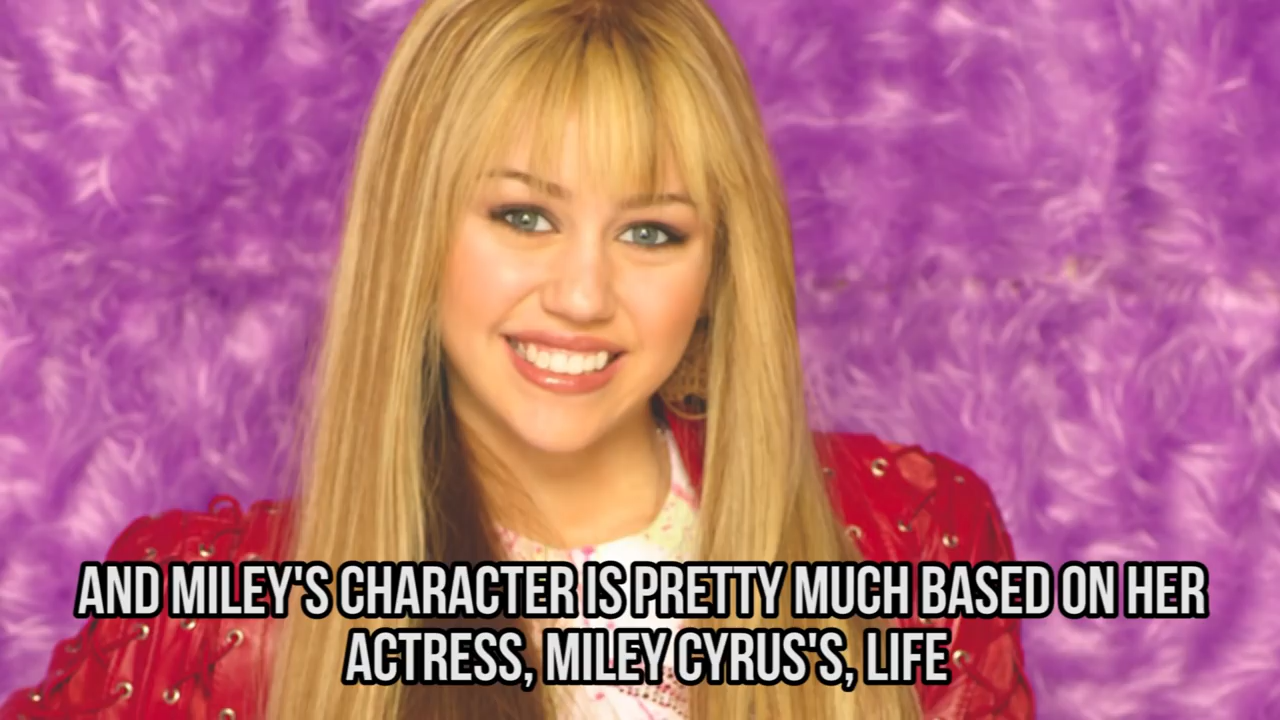 AND MILEY'S CHARACTER IS PRETTY MUCH BASED ON HER
ACTRESS, MILEY CYRUS'S, LIFE